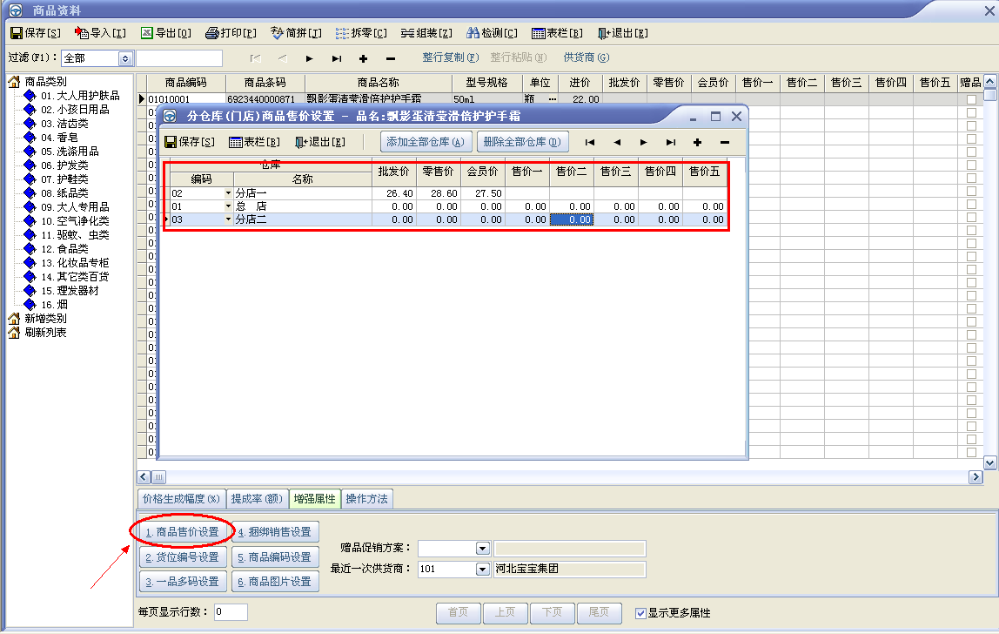 商品资料
保存[S] 导入[I] 导出[O] 打印[P] 简拼[J] 拆零[C] 组装[Z] 检测[C] 表栏[B] 退出[E]
过滤(F1): 全部 整行复制(F) 整行粘贴(N) 供货商(G)
商品类别
01.大人用护肤品
02.小孩日用品
03.洁齿类
04.香皂
05.洗涤用品
06.护发类
07.护鞋类
08.纸品类
09.大人专用品
10.空气净化类
11.驱蚊、虫类
12.食品类
13.化妆品专柜
14.其它类百货
15.理发器材
16.烟
新增类别
刷新列表
商品编码 商品条码 商品名称 型号规格 单位 进价 批发价 零售价 会员价 售价一 售价二 售价三 售价四 售价五 赠品
01010001 6923440000871 飘影蛋清莹滑倍护护手霜 50ml 瓶 22.00
分仓库(门店)商品售价设置 - 品名:飘影蛋清莹滑倍护护手霜
保存[S] 表栏[B] 退出[E] 添加全部仓库(A) 删除全部仓库(D)
仓库
编码 名称 批发价 零售价 会员价 售价一 售价二 售价三 售价四 售价五
02 分店一 26.40 28.60 27.50
01 总 店 0.00 0.00 0.00 0.00 0.00 0.00 0.00 0.00
03 分店二 0.00 0.00 0.00 0.00 0.00 0.00 0.00 0.00
价格生成幅度(%) 提成率(额) 增强属性 操作方法
1.商品售价设置 4.捆绑销售设置
2.货位编号设置 5.商品编码设置
3.一品多码设置 6.商品图片设置
赠品促销方案:
最近一次供货商: 101 河北宝宝集团
每页显示行数: 0 首页 上页 下页 尾页 显示更多属性